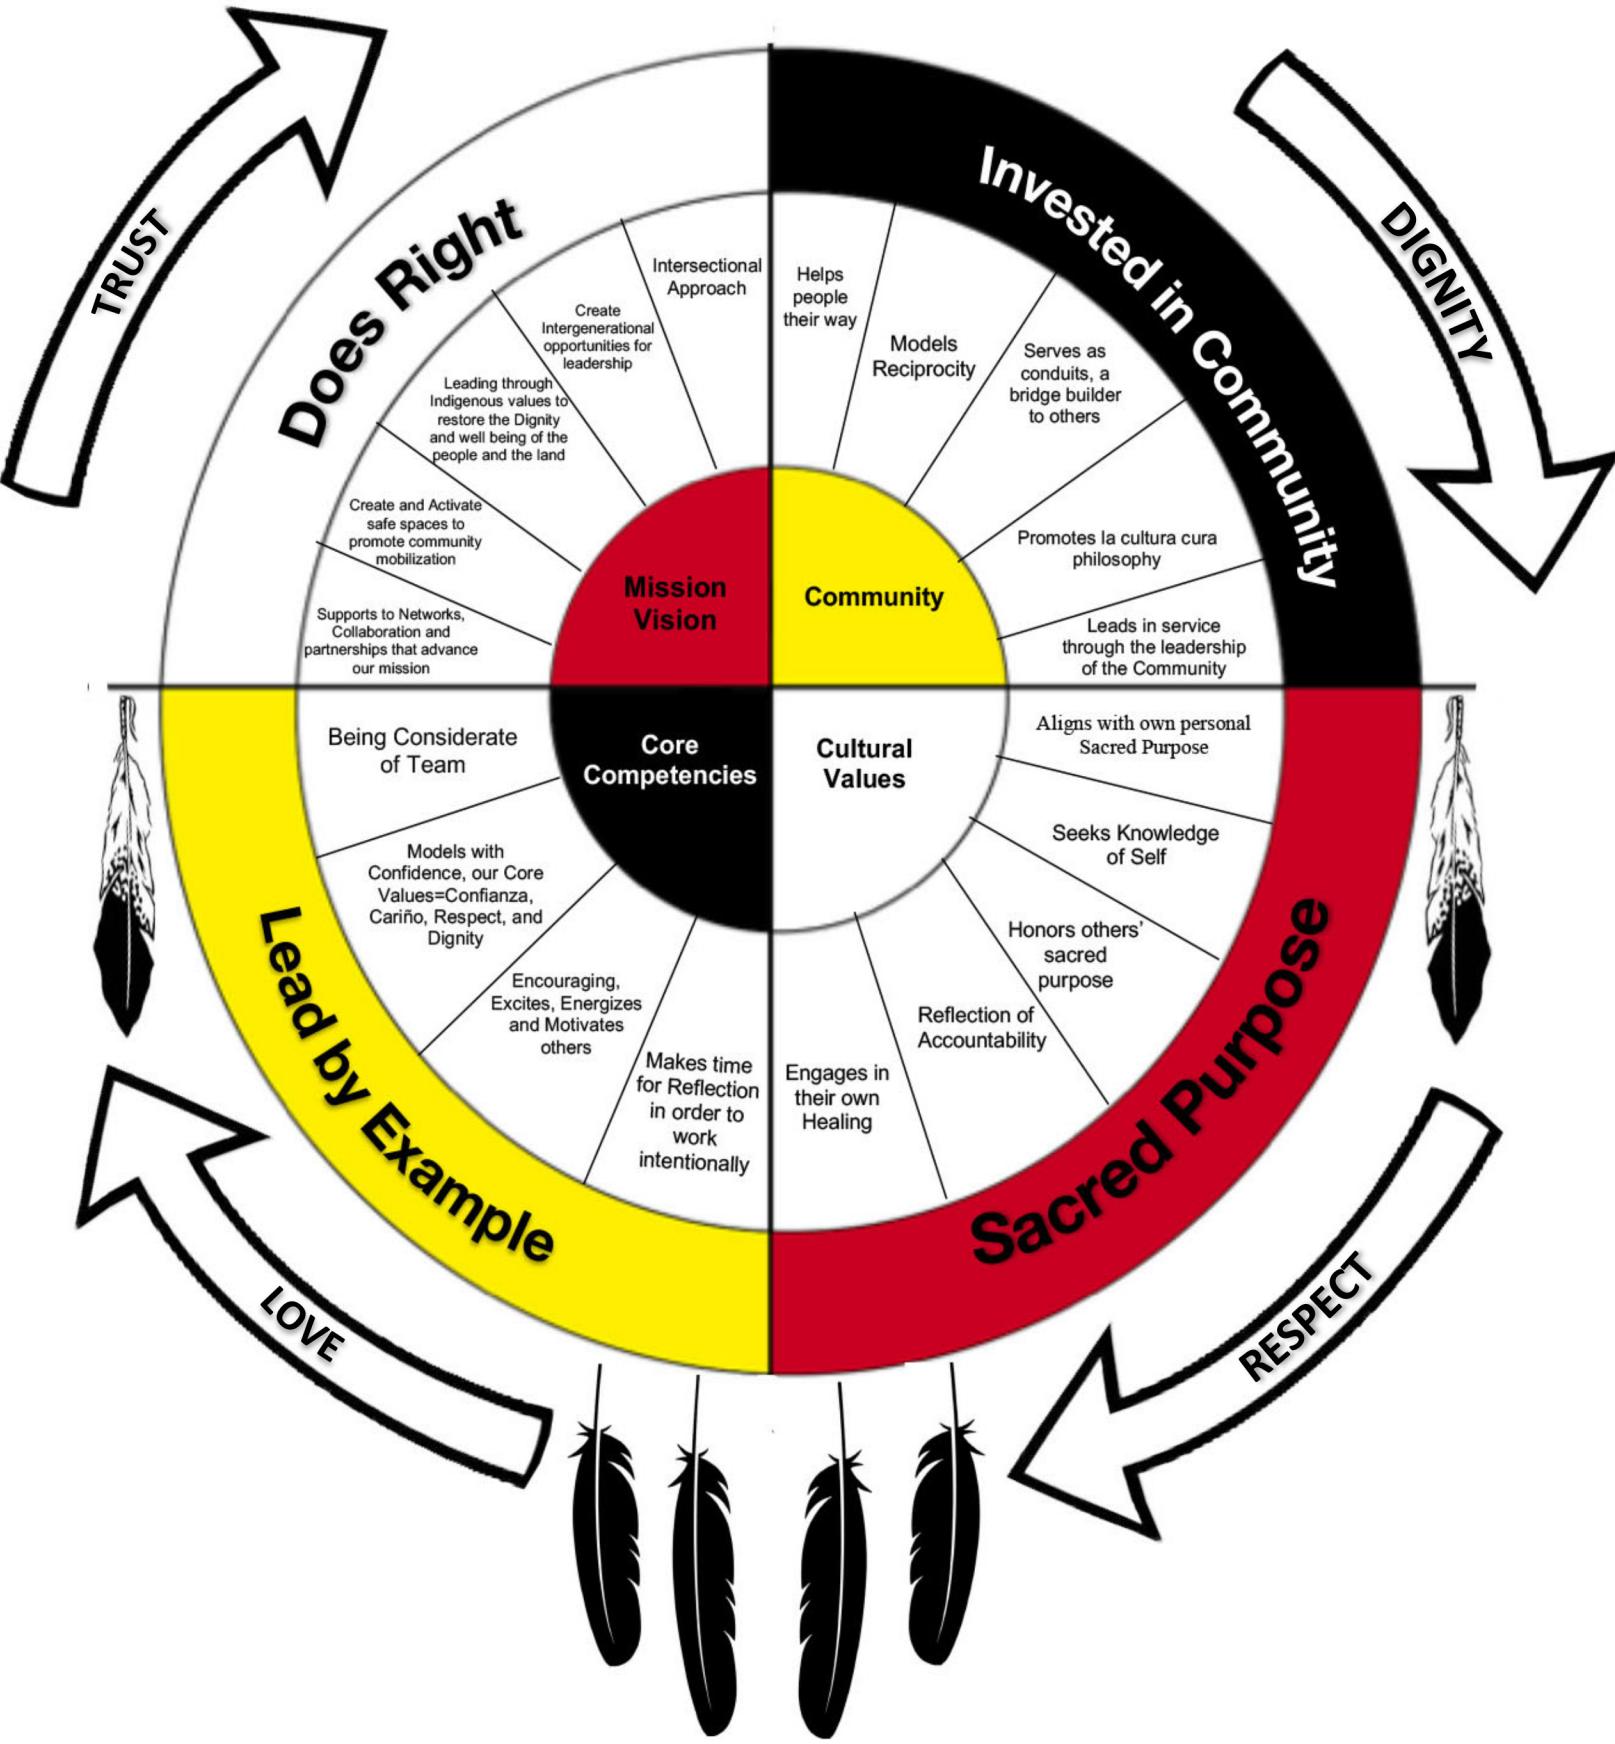 TRUST
DIGNITY
Does Right
Invested in Community
Intersectional
Approach
Create
Intergenerational
opportunities for
leadership
Leading through
Indigenous values to
restore the Dignity
and well being of the
people and the land
Create and Activate
safe spaces to
promote community
mobilization
Supports to Networks,
Collaboration and
partnerships that advance
our mission
Helps
people
their way
Models
Reciprocity
Serves as
conduits, a
bridge builder
to others
Promotes la cultura cura
philosophy
Leads in service
through the leadership
of the Community
Mission
Vision
Community
Core
Competencies
Cultural
Values
Being Considerate
of Team
Models with
Confidence, our Core
Values=Confianza,
Cariño, Respect, and
Dignity
Encouraging,
Excites, Energizes
and Motivates
others
Makes time
for Reflection
in order to
work
intentionally
Aligns with own personal
Sacred Purpose
Seeks Knowledge
of Self
Honors others'
sacred
purpose
Reflection of
Accountability
Engages in
their own
Healing
Lead by Example
Sacred Purpose
LOVE
RESPECT